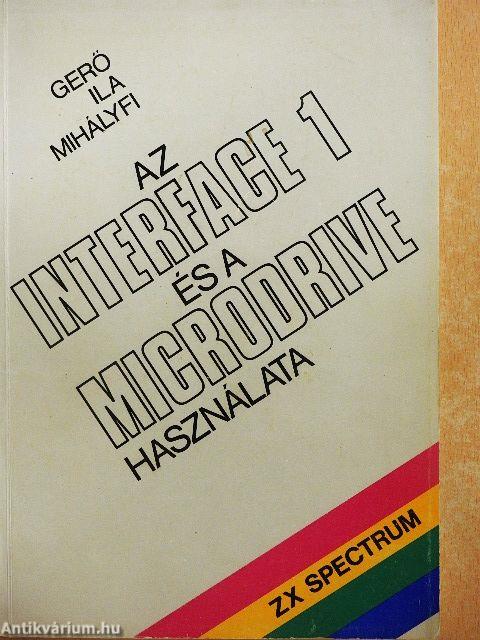 GERŐ
ILA
MIHÁLYFI
AZ
INTERFACE 1
ÉS A
MICRODRIVE
HASZNÁLATA
ZX SPECTRUM
Antikvárium.hu